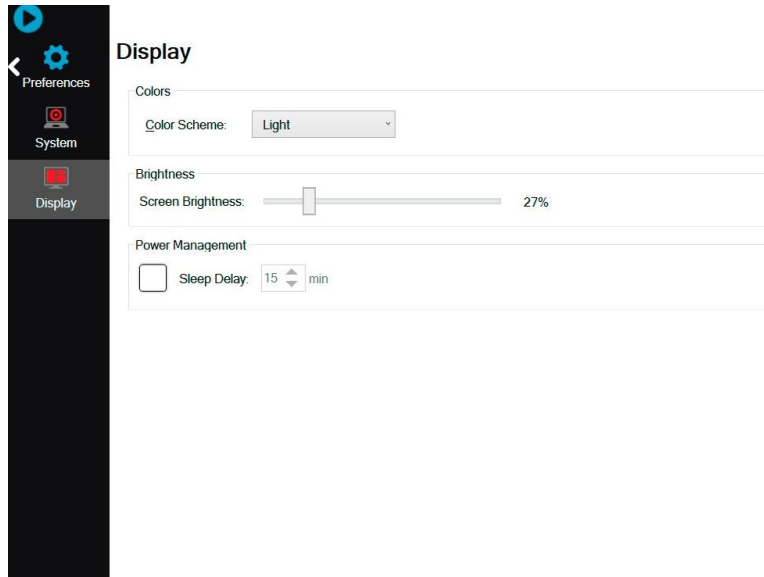 Display
Preferences
Colors
Color Scheme: Light
System
Brightness
Display
Screen Brightness: 27%
Power Management
Sleep Delay: 15 min